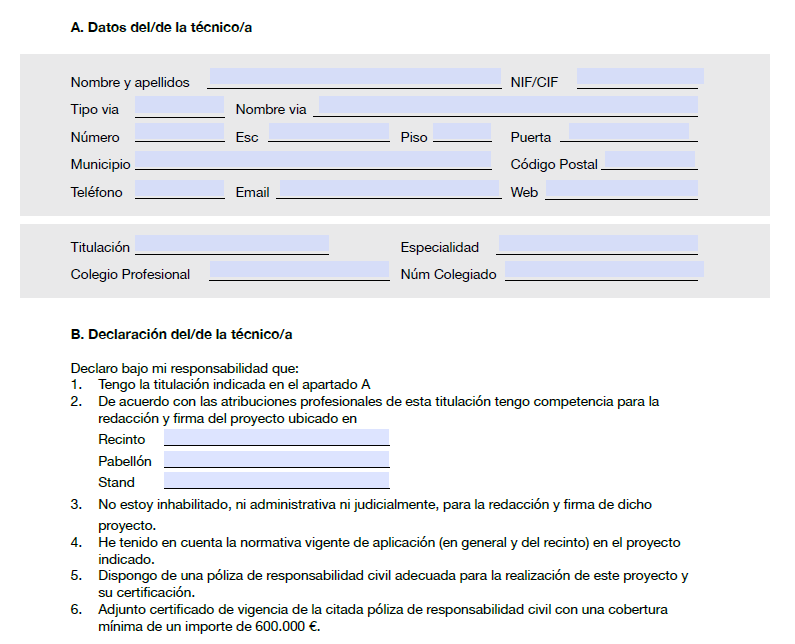 A. Datos del/de la técnico/a
Nombre y apellidos NIF/CIF
Tipo via Nombre via
Número Esc Piso Puerta
Municipio Código Postal
Teléfono Email Web
Titulación Especialidad
Colegio Profesional Núm Colegiado
B. Declaración del/de la técnico/a
Declaro bajo mi responsabilidad que:
1. Tengo la titulación indicada en el apartado A
2. De acuerdo con las atribuciones profesionales de esta titulación tengo competencia para la
redacción y firma del proyecto ubicado en
Recinto
Pabellón
Stand
3. No estoy inhabilitado, ni administrativa ni judicialmente, para la redacción y firma de dicho
proyecto.
4. He tenido en cuenta la normativa vigente de aplicación (en general y del recinto) en el proyecto
indicado.
5. Dispongo de una póliza de responsabilidad civil adecuada para la realización de este proyecto y
su certificación.
6. Adjunto certificado de vigencia de la citada póliza de responsabilidad civil con una cobertura
mínima de un importe de 600.000 €.